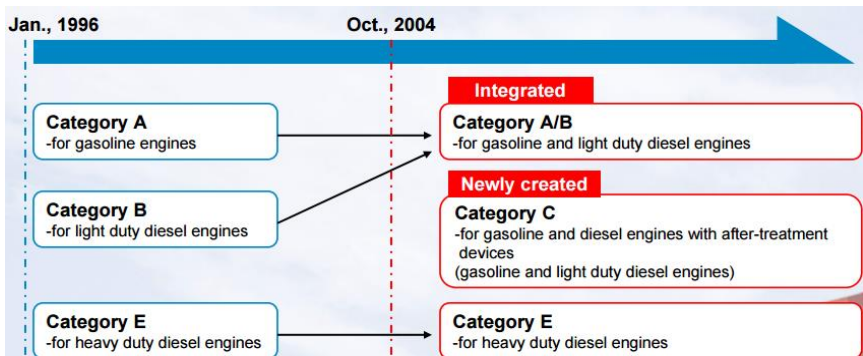 Jan., 1996
Oct., 2004
Integrated
Category A
-for gasoline engines
Category A/B
-for gasoline and light duty diesel engines
Newly created
Category B
-for light duty diesel engines
Category C
-for gasoline and diesel engines with after-treatment
devices
(gasoline and light duty diesel engines)
Category E
-for heavy duty diesel engines
Category E
-for heavy duty diesel engines